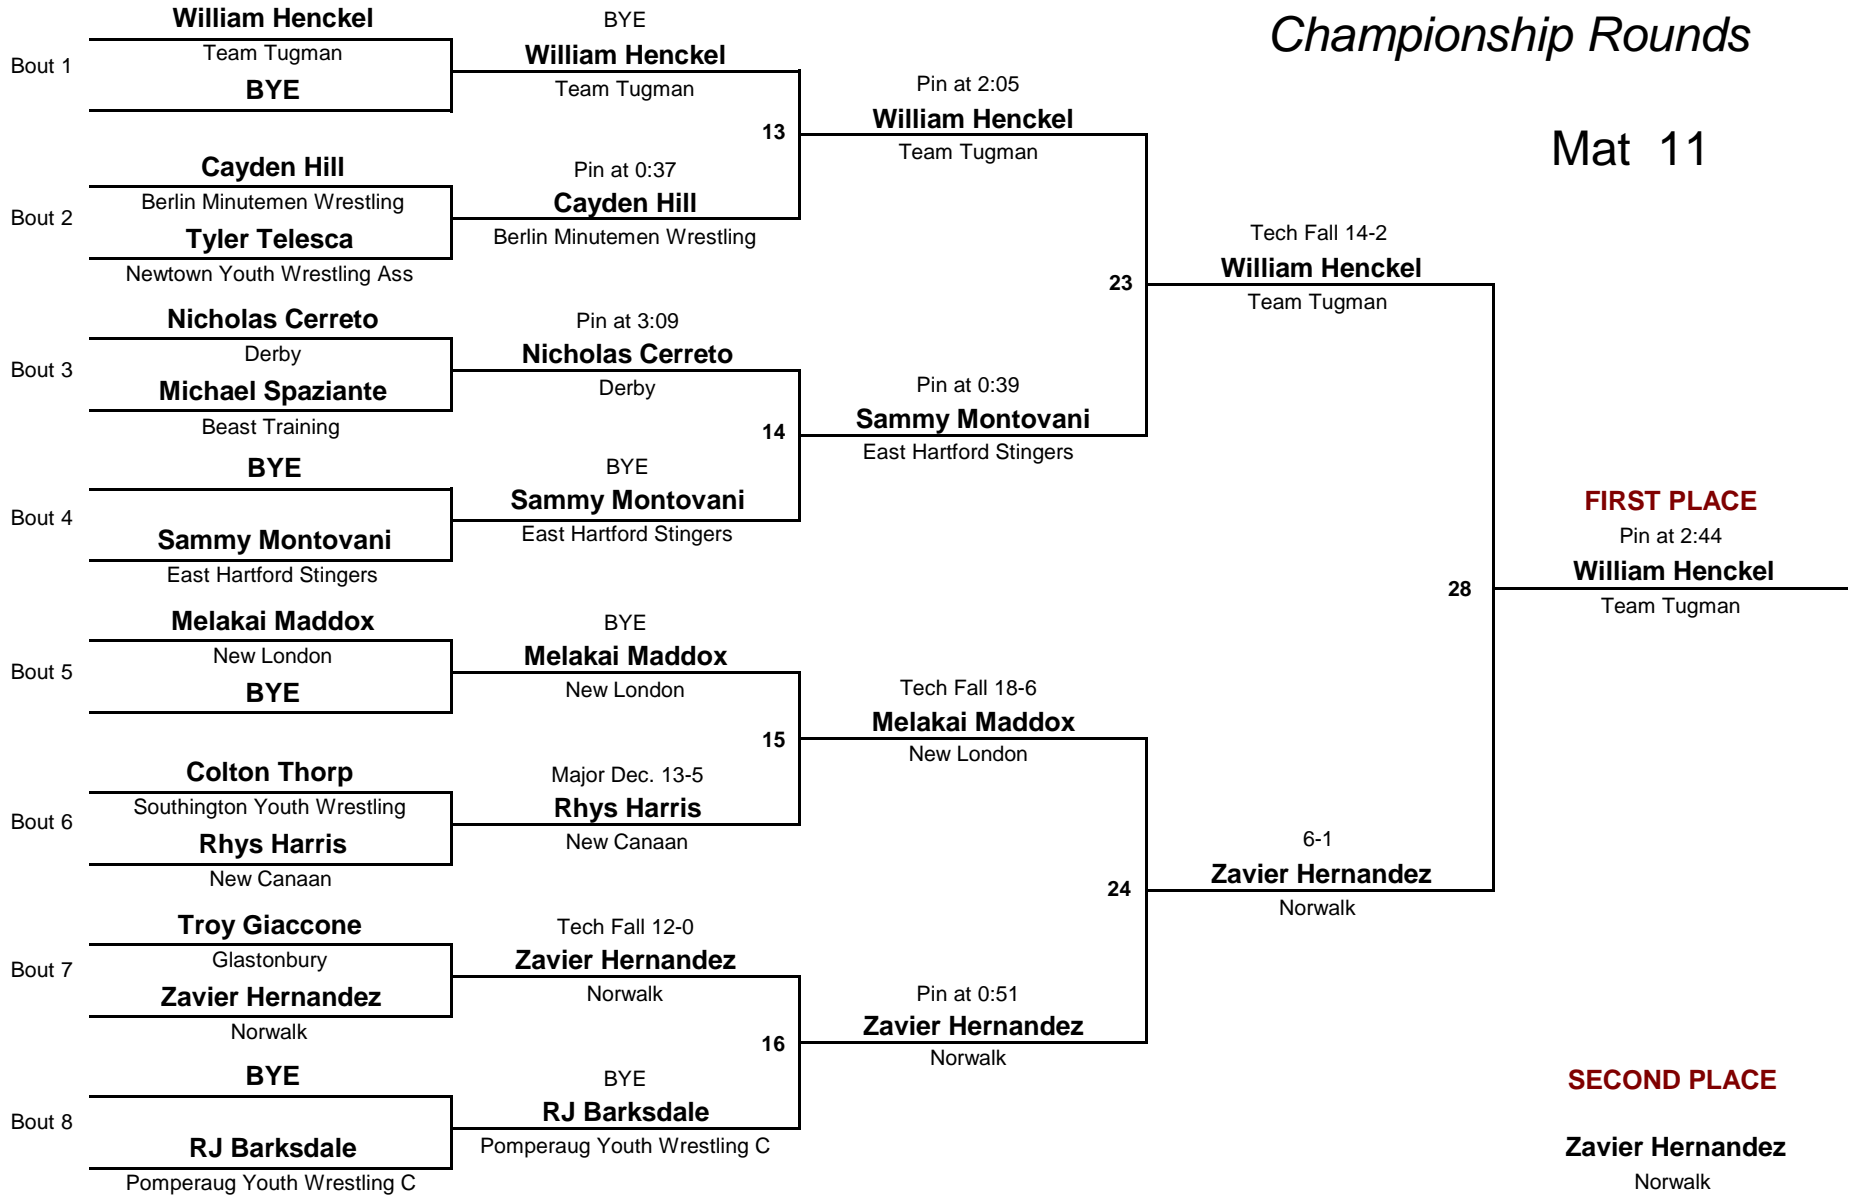 Championship Rounds
Mat 11
Bout 1
William Henckel
Team Tugman
BYE
Bout 2
Cayden Hill
Berlin Minutemen Wrestling
Tyler Telesca
Newtown Youth Wrestling Ass
Bout 3
Nicholas Cerreto
Derby
Michael Spaziante
Beast Training
Bout 4
BYE
Sammy Montovani
East Hartford Stingers
Bout 5
Melakai Maddox
New London
BYE
Bout 6
Colton Thorp
Southington Youth Wrestling
Rhys Harris
New Canaan
Bout 7
Troy Giaccone
Glastonbury
Zavier Hernandez
Norwalk
Bout 8
BYE
RJ Barksdale
Pomperaug Youth Wrestling C
BYE
William Henckel
Team Tugman
13
Pin at 0:37
Cayden Hill
Berlin Minutemen Wrestling
Pin at 3:09
Nicholas Cerreto
Derby
14
BYE
Sammy Montovani
East Hartford Stingers
BYE
Melakai Maddox
New London
15
Major Dec. 13-5
Rhys Harris
New Canaan
Tech Fall 12-0
Zavier Hernandez
Norwalk
16
BYE
RJ Barksdale
Pomperaug Youth Wrestling C
Pin at 2:05
William Henckel
Team Tugman
23
Pin at 0:39
Sammy Montovani
East Hartford Stingers
Tech Fall 18-6
Melakai Maddox
New London
24
Pin at 0:51
Zavier Hernandez
Norwalk
Tech Fall 14-2
William Henckel
Team Tugman
28
6-1
Zavier Hernandez
Norwalk
FIRST PLACE
Pin at 2:44
William Henckel
Team Tugman
SECOND PLACE
Zavier Hernandez
Norwalk